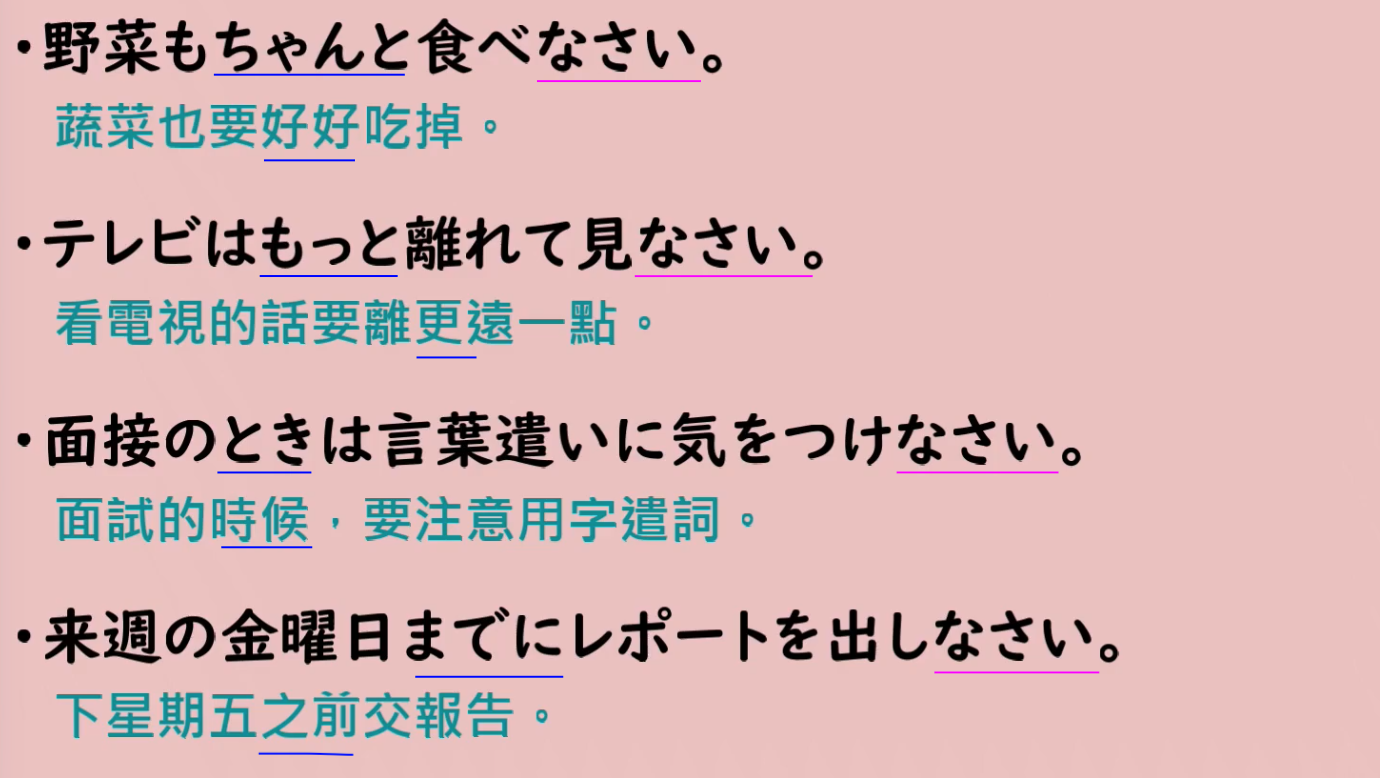 ・野菜もちゃんと食べなさい。
蔬菜也要好好吃掉。
・テレビはもっと離れて見なさい。
看電視的話要離更遠一點。
・面接のときは言葉遣いに気をつけなさい。
面試的時候，要注意用字遣詞。
・来週の金曜日までにレポートを出しなさい。
下星期五之前交報告。